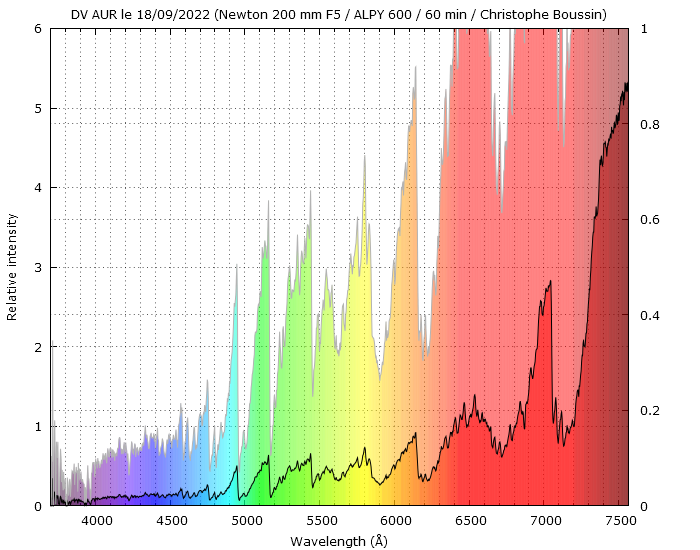 DV AUR le 18/09/2022 (Newton 200 mm F5 / ALPY 600 / 60 min / Christophe Boussin)
6 1
5 0.8
4 0.6
3 0.4
2 0.2
1
0 0
Relative intensity
4000 4500 5000 5500 6000 6500 7000 7500
Wavelength (Å)